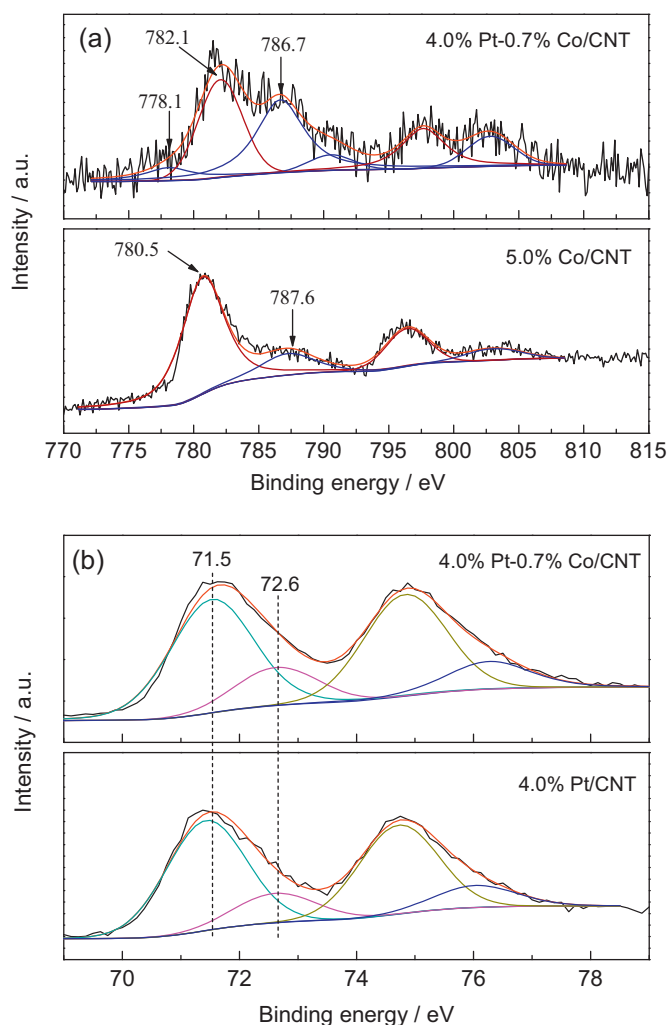 (a)
4.0% Pt-0.7% Co/CNT
782.1
786.7
778.1
Intensity / a.u.
5.0% Co/CNT
780.5
787.6
Intensity / a.u.
770 775 780 785 790 795 800 805 810 815
Binding energy / eV
(b)
4.0% Pt-0.7% Co/CNT
71.5
72.6
Intensity / a.u.
4.0% Pt/CNT
70 72 74 76 78
Binding energy / eV